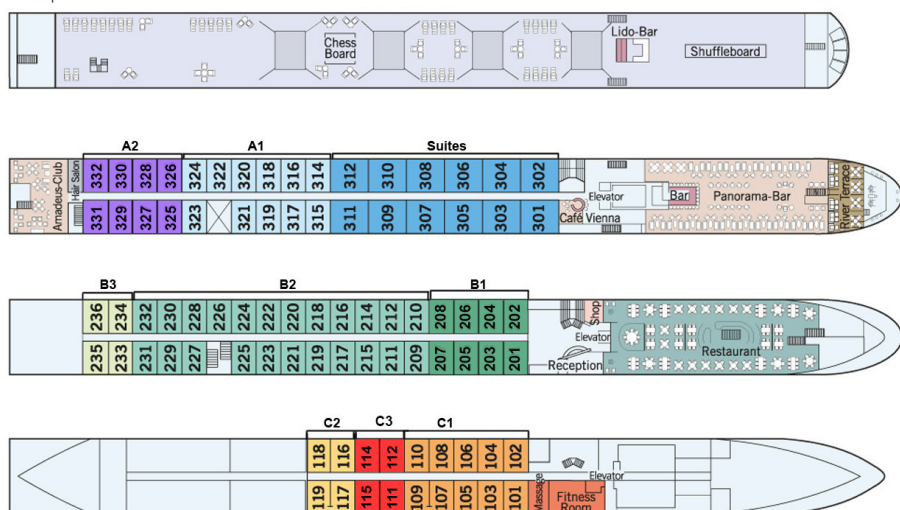 Lido-Bar
Chess
Board
Shuffleboard
A2
A1
Suites
332 330 328 326 324 322 320 318 316 314 312 310 308 306 304 302
Amadeus-Club
Hair Salon
Elevator
Bar
Panorama-Bar
River Terrace
Café Vienna
331 329 327 325 323 321 319 317 315 311 309 307 305 303 301
B3
B2
B1
236 234 232 230 228 226 224 222 220 218 216 214 212 210 208 206 204 202
Shop
Elevator
Restaurant
Reception
235 233 231 229 227 225 223 221 219 217 215 211 209 207 205 203 201
C2
C3
C1
118 116 114 112 110 108 106 104 102
Elevator
119 117 115 111 109 107 105 103 101
Massage
Fitness
Room